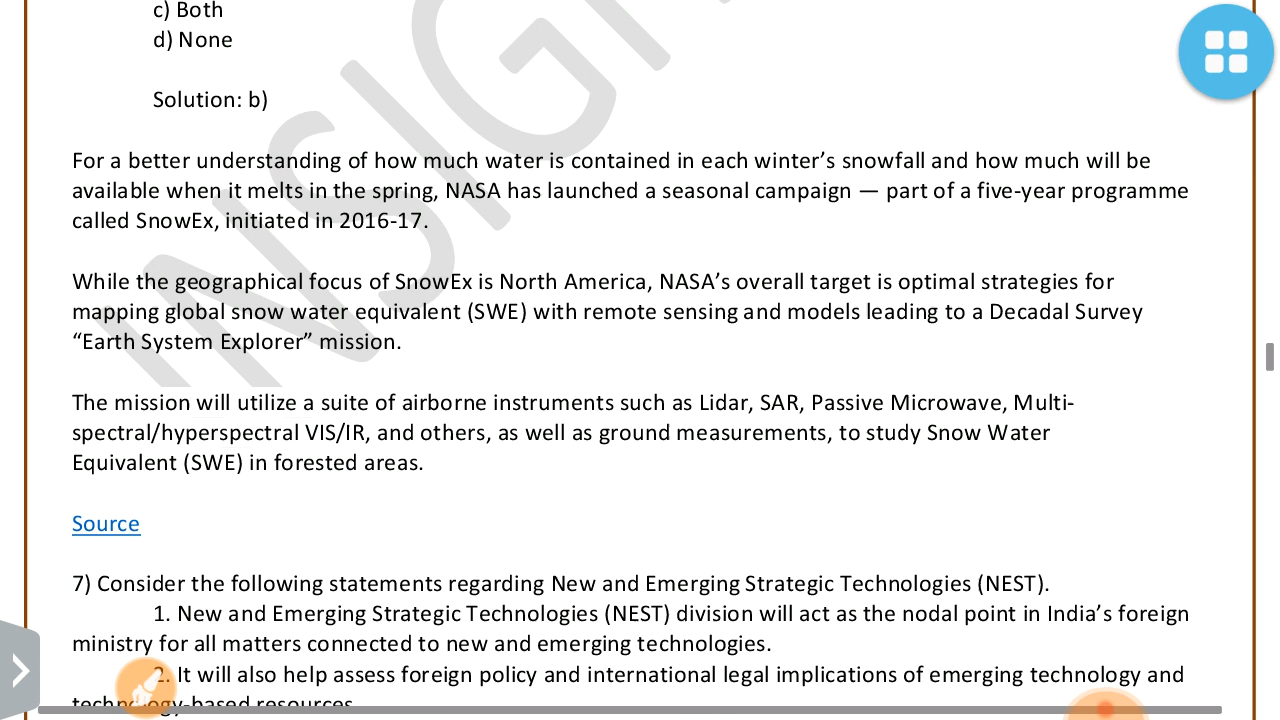 c) Both
d) None
Solution: b)
For a better understanding of how much water is contained in each winter’s snowfall and how much will be
available when it melts in the spring, NASA has launched a seasonal campaign — part of a five-year programme
called SnowEx, initiated in 2016-17.
While the geographical focus of SnowEx is North America, NASA’s overall target is optimal strategies for
mapping global snow water equivalent (SWE) with remote sensing and models leading to a Decadal Survey
“Earth System Explorer” mission.
The mission will utilize a suite of airborne instruments such as Lidar, SAR, Passive Microwave, Multi-
spectral/hyperspectral VIS/IR, and others, as well as ground measurements, to study Snow Water
Equivalent (SWE) in forested areas.
Source
7) Consider the following statements regarding New and Emerging Strategic Technologies (NEST).
1. New and Emerging Strategic Technologies (NEST) division will act as the nodal point in India’s foreign
ministry for all matters connected to new and emerging technologies.
2. It will also help assess foreign policy and international legal implications of emerging technology and
technology-based resources.
INSIG